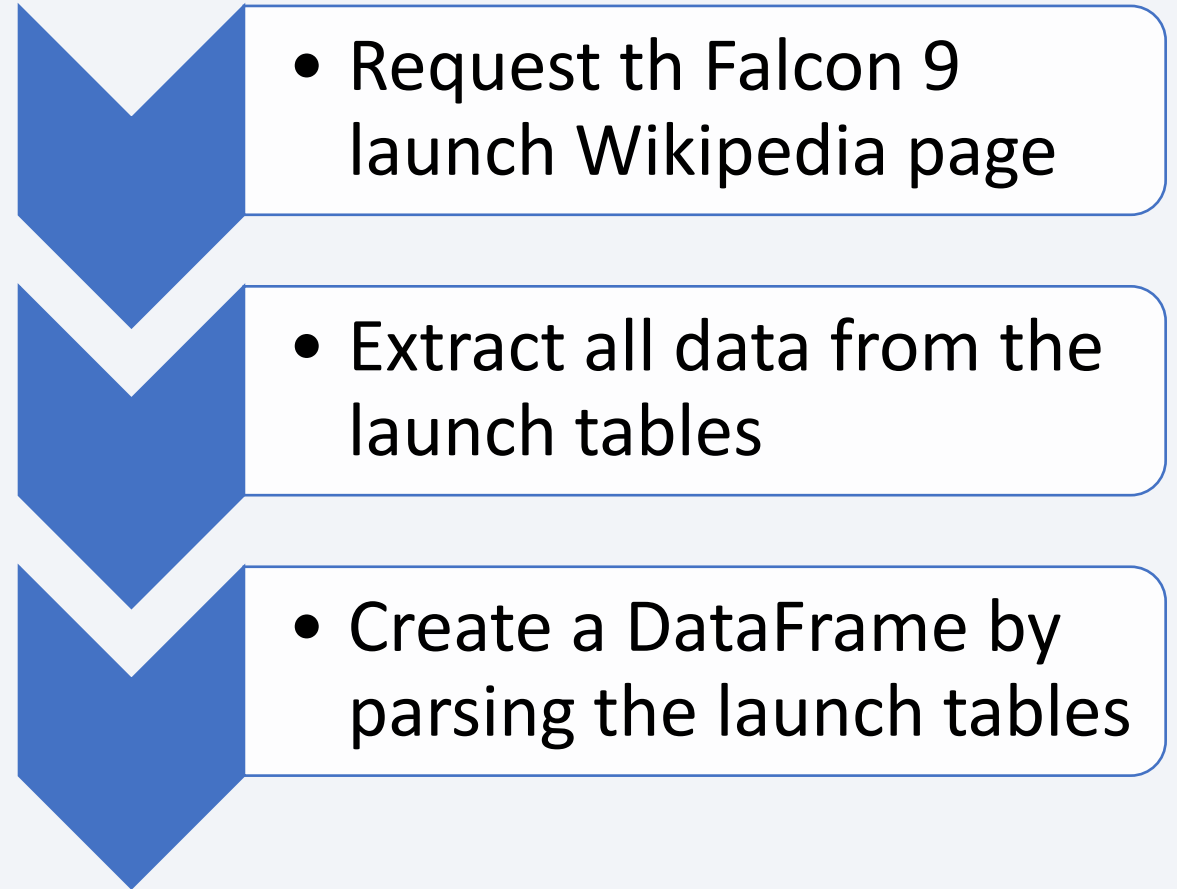 • Request th Falcon 9
launch Wikipedia page
• Extract all data from the
launch tables
• Create a DataFrame by
parsing the launch tables